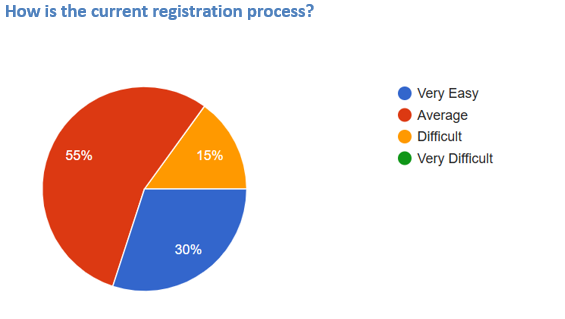 How is the current registration process?
55%
15%
30%
Very Easy
Average
Difficult
Very Difficult